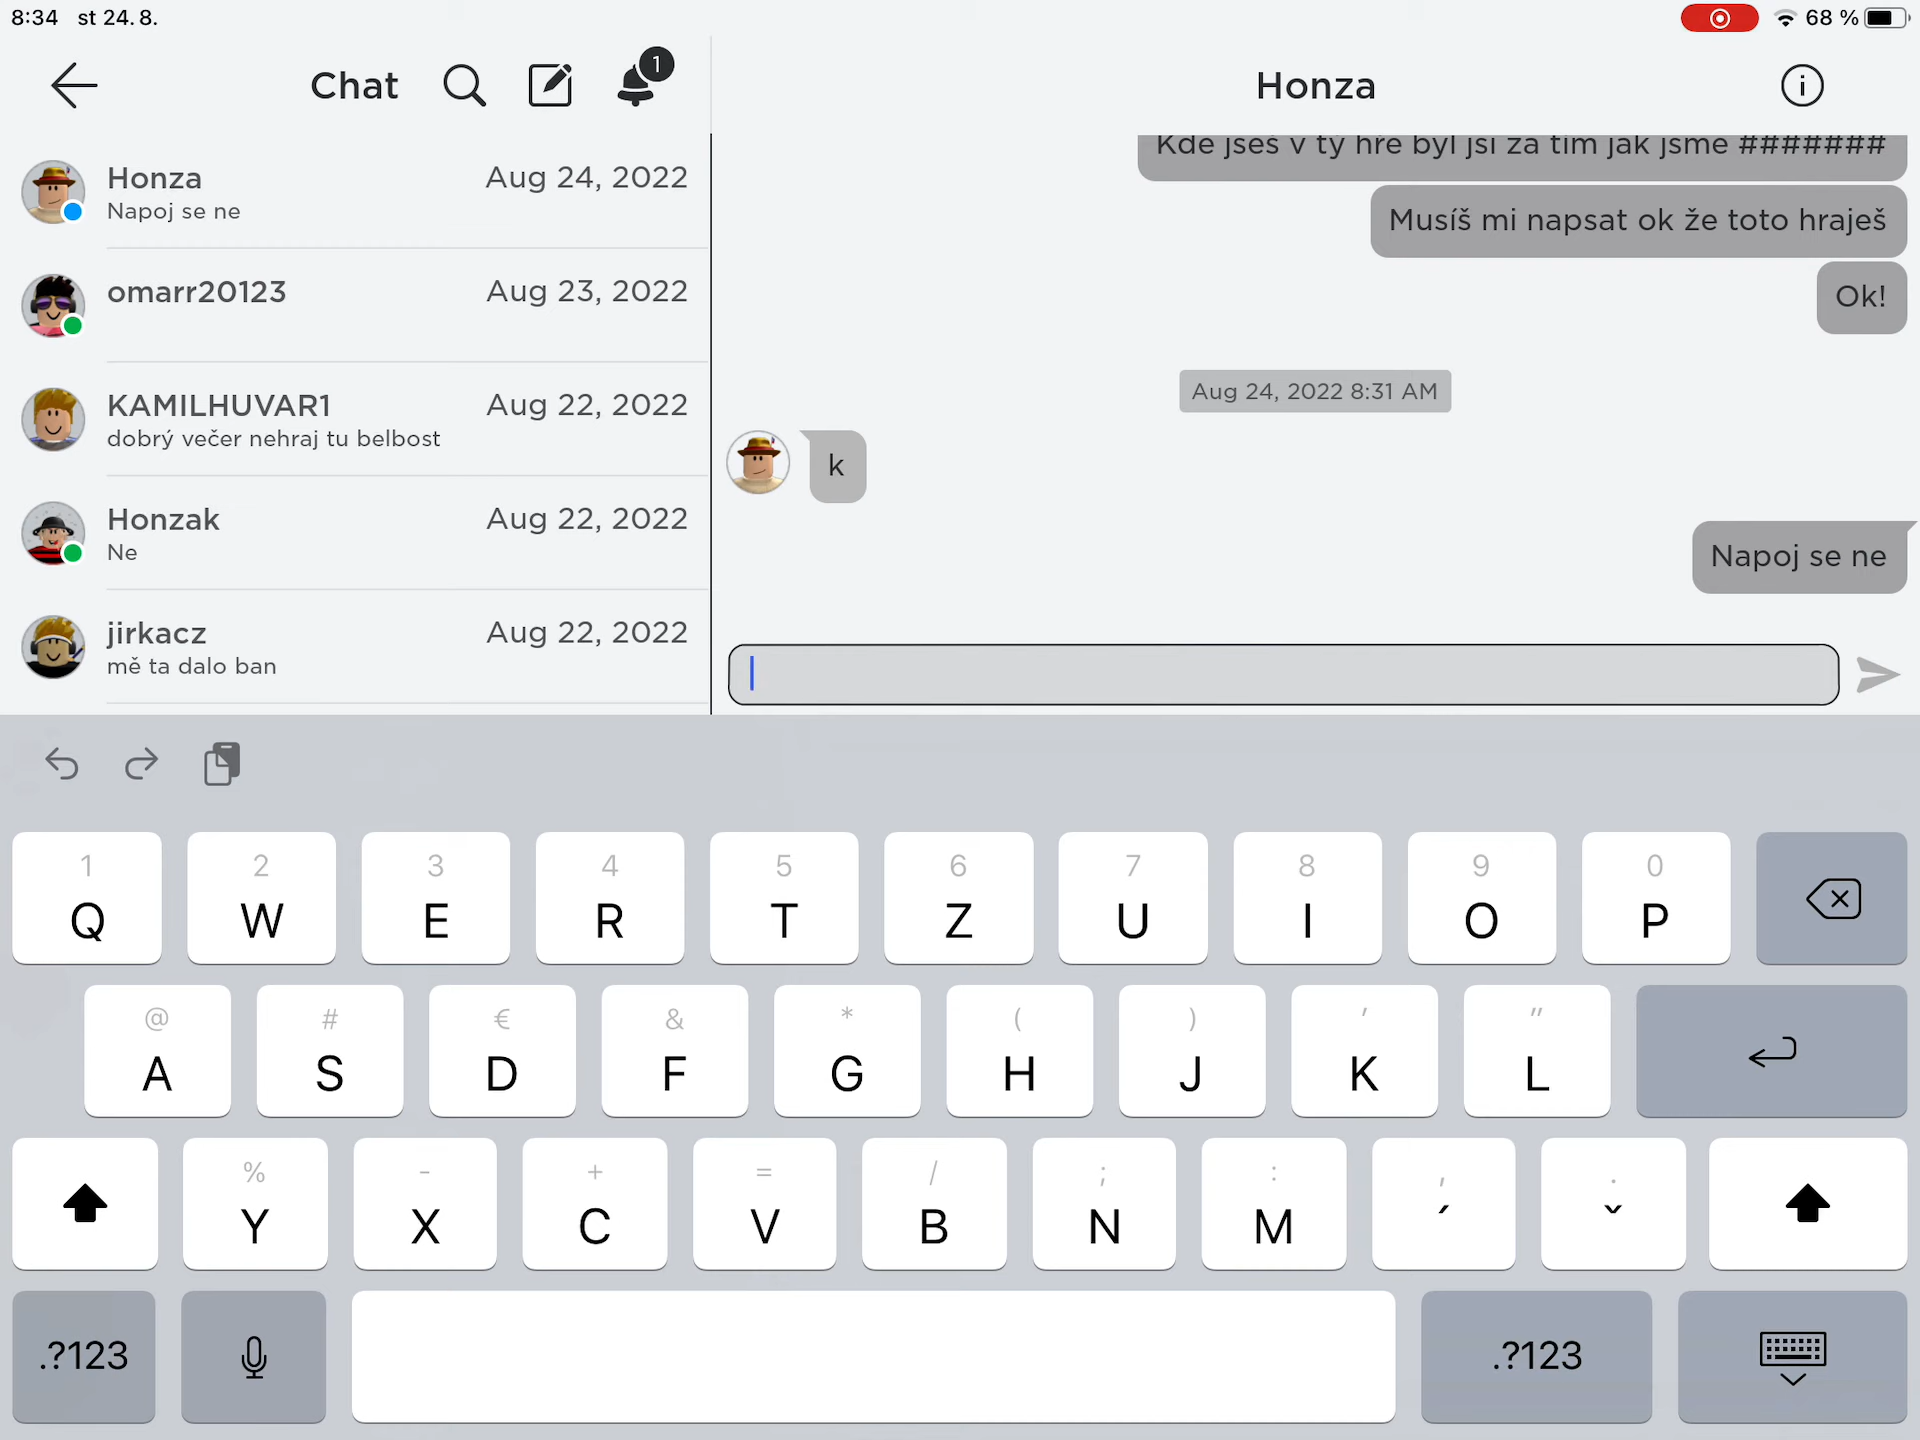 8:34 st 24. 8.
68 %
Chat
1
Honza
Honza
Aug 24, 2022
Napoj se ne
omarr20123
Aug 23, 2022
KAMILHUVAR1
Aug 22, 2022
dobrý večer nehraj tu belbost
Honzak
Aug 22, 2022
Ne
jirkacz
Aug 22, 2022
mě ta dalo ban
Kde jseš v tý hře byl jsi za tím jak jsme #######
Musíš mi napsat ok že toto hraješ
Ok!
Aug 24, 2022 8:31 AM
k
Napoj se ne
1 2 3 4 5 6 7 8 9 0
Q W E R T Z U I O P
@ # € & * ( ) ' "
A S D F G H J K L
% - + = / ; : , .
Y X C V B N M ´ ˇ
.?123 .?123